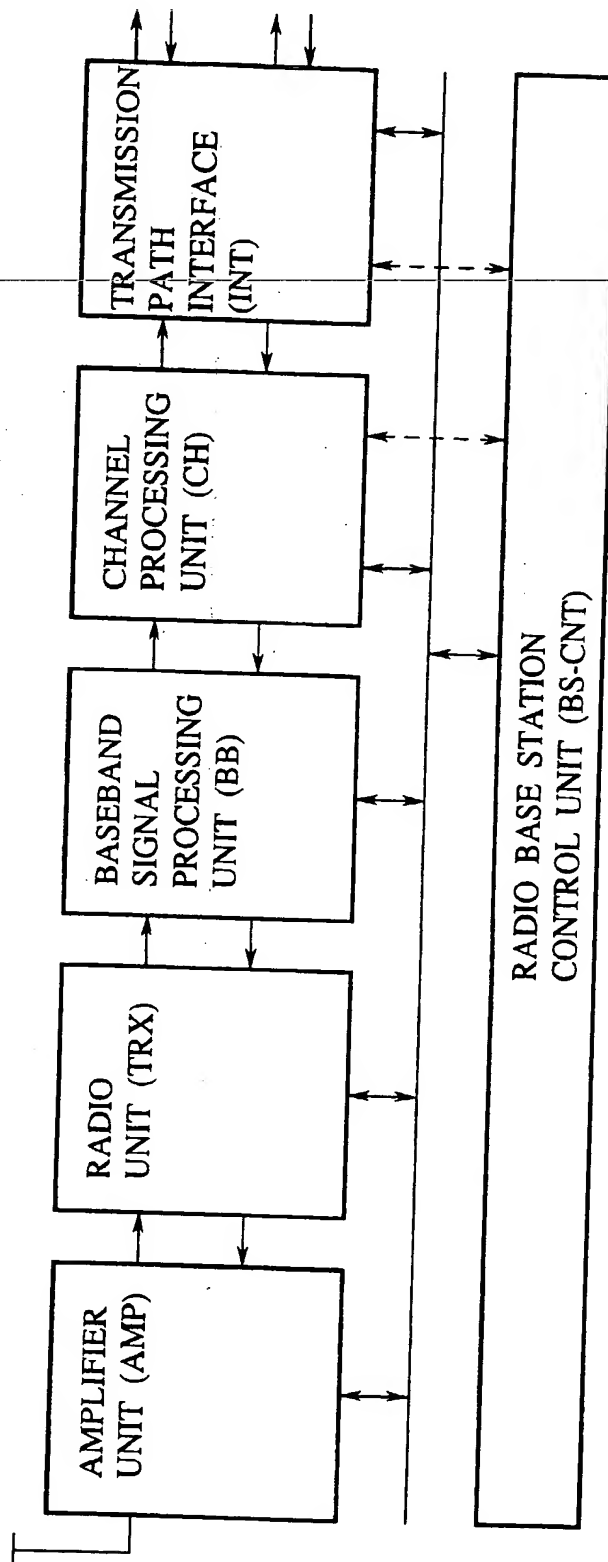 AMPLIFIER
UNIT (AMP)
RADIO
UNIT (TRX)
BASEBAND
SIGNAL
PROCESSING
UNIT (BB)
CHANNEL
PROCESSING
UNIT (CH)
TRANSMISSION
PATH
INTERFACE
(INT)
RADIO BASE STATION
CONTROL UNIT (BS-CNT)